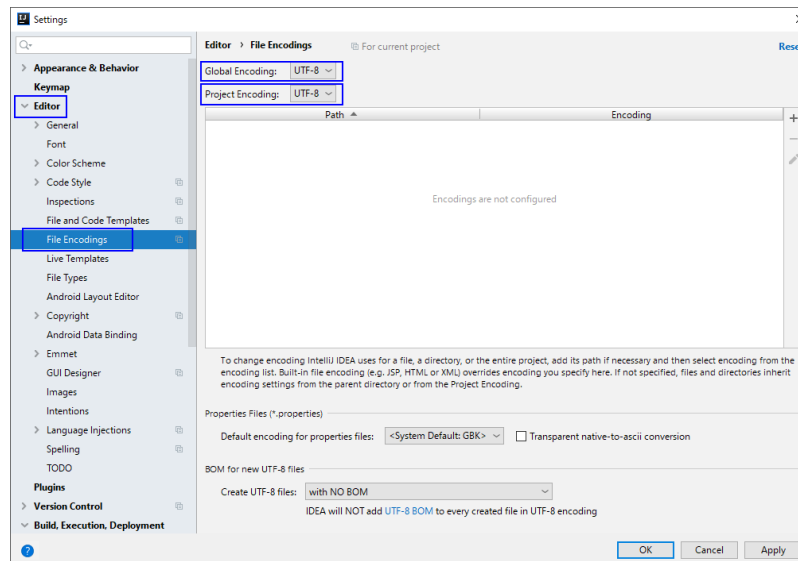 Settings
Editor › File Encodings
For current project
Rese
Appearance & Behavior
Keymap
Editor
General
Font
Color Scheme
Code Style
Inspections
File and Code Templates
File Encodings
Live Templates
File Types
Android Layout Editor
Copyright
Android Data Binding
Emmet
GUI Designer
Images
Intentions
Language Injections
Spelling
TODO
Plugins
Version Control
Build, Execution, Deployment
Global Encoding: UTF-8
Project Encoding: UTF-8
Path Encoding
Encodings are not configured
To change encoding IntelliJ IDEA uses for a file, a directory, or the entire project, add its path if necessary and then select encoding from the
encoding list. Built-in file encoding (e.g. JSP, HTML or XML) overrides encoding you specify here. If not specified, files and directories inherit
encoding settings from the parent directory or from the Project Encoding.
Properties Files (*.properties)
Default encoding for properties files: <System Default: GBK> Transparent native-to-ascii conversion
BOM for new UTF-8 files
Create UTF-8 files: with NO BOM
IDEA will NOT add UTF-8 BOM to every created file in UTF-8 encoding
? OK Cancel Apply